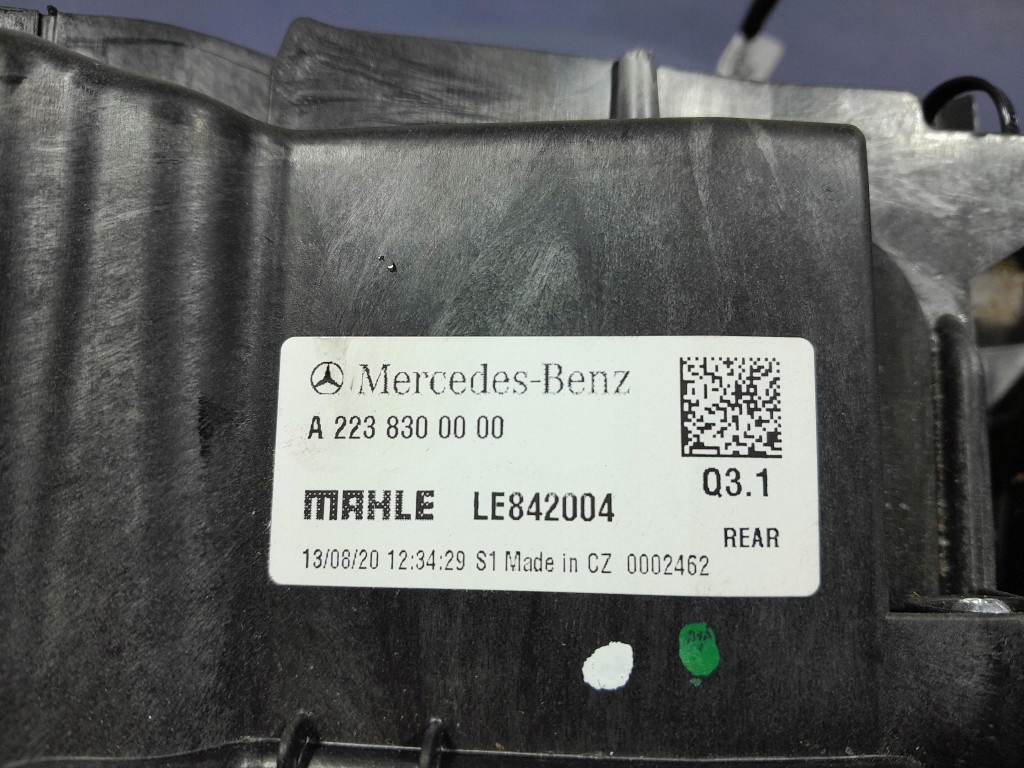 Mercedes-Benz
A 223 830 00 00
Q3.1
MAHLE LE842004
REAR
13/08/20 12:34:29 S1 Made in CZ 0002462